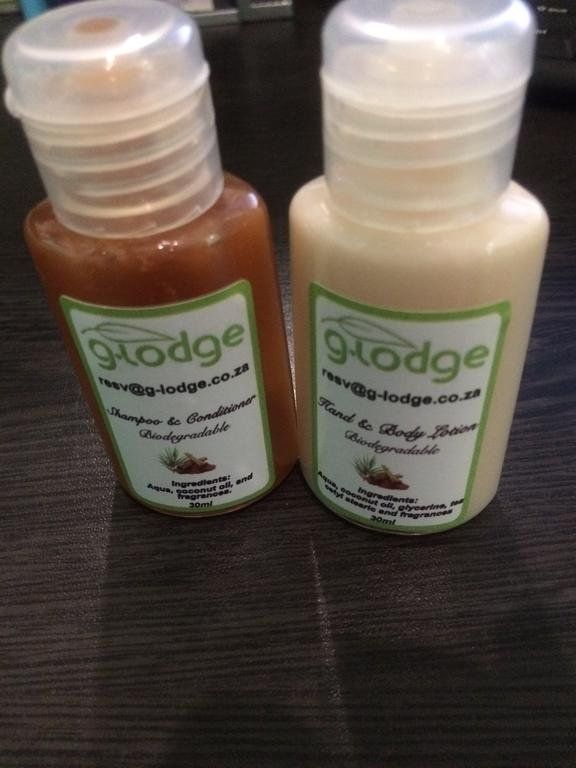 g-lodge
resv@g-lodge.co.za
Shampoo & Conditioner
Biodegradable
Ingredients:
Aqua, coconut oil, and
fragrances.
30ml
g-lodge
resv@g-lodge.co.za
Hand & Body Lotion
Biodegradable
Ingredients:
Aqua, coconut oil, glycerine,
cetyl stearic and fragrances
30ml